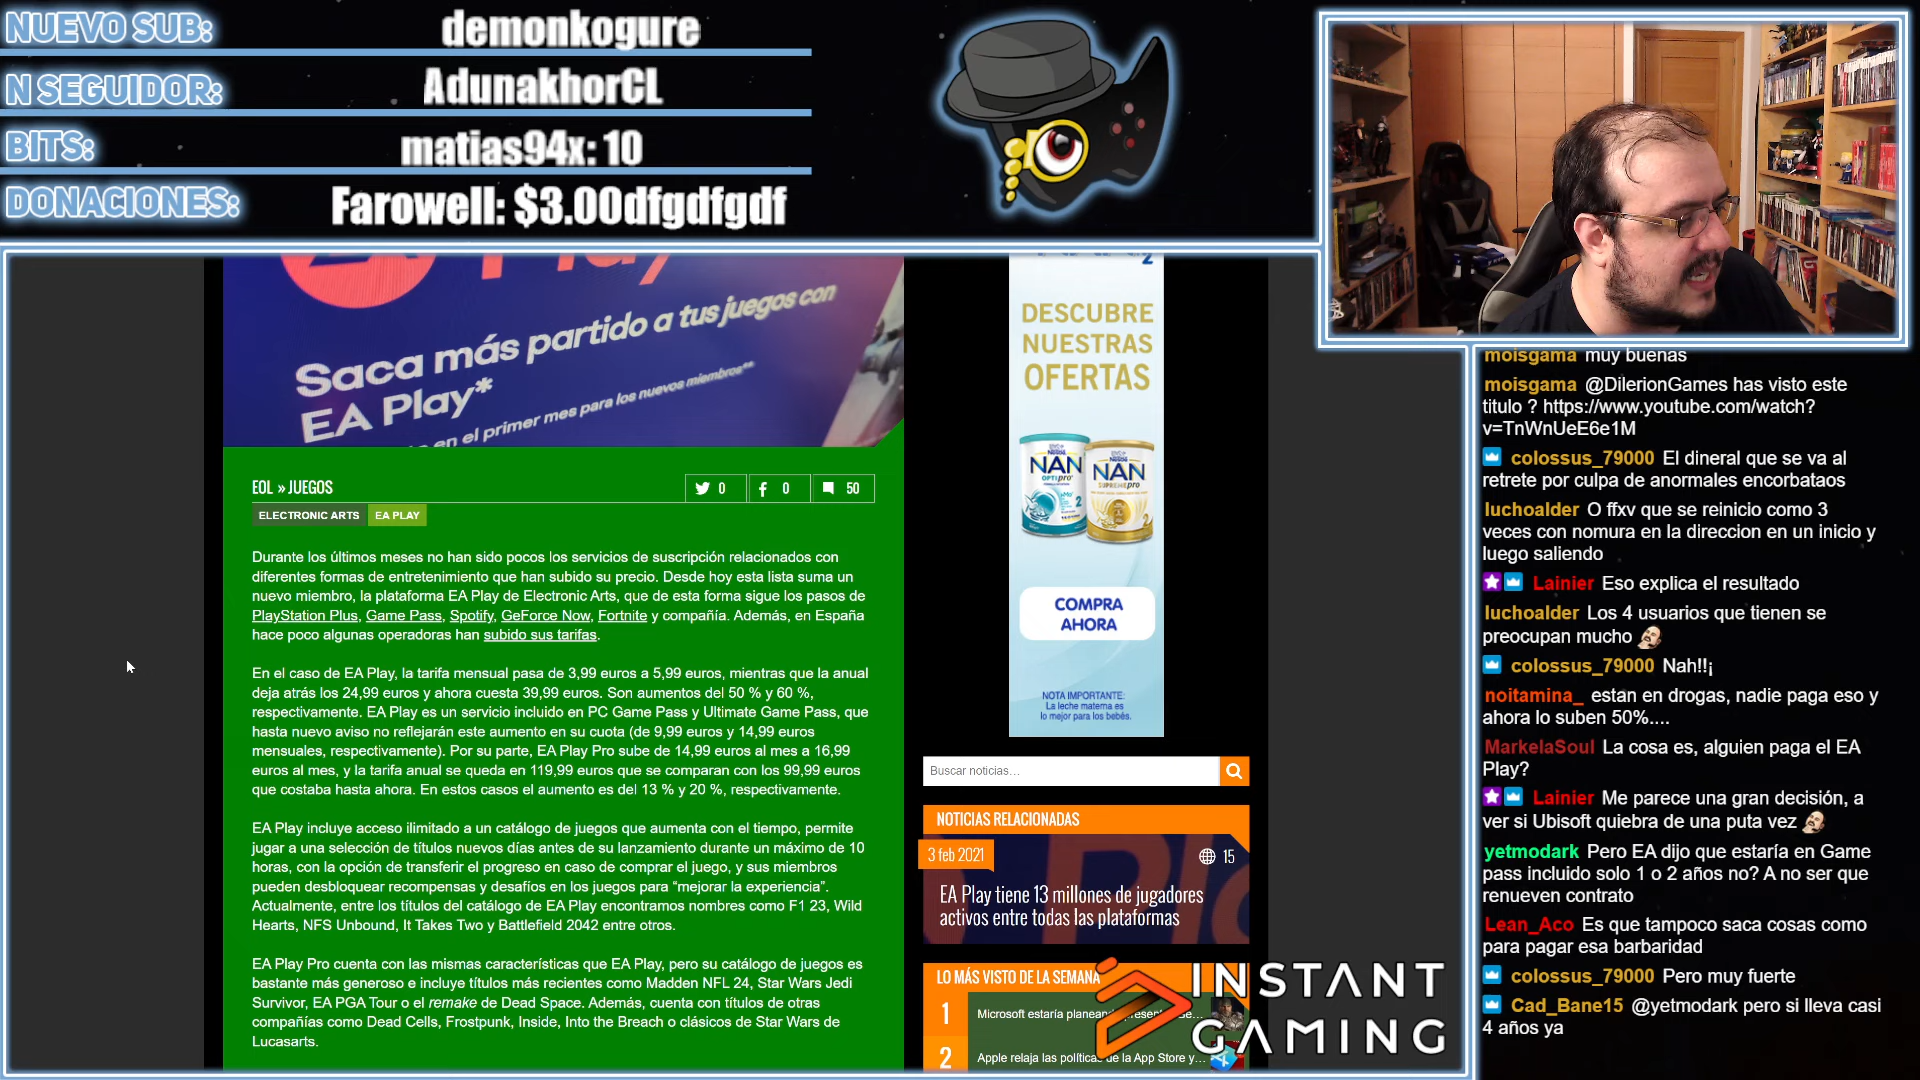 NUEVO SUB:
demonkogure
N SEGUIDOR:
AdunakhorCL
BITS:
matias94x: 10
DONACIONES:
Farowell: $3.00dfgdfgdf
Saca más partido a tus juegos con
EA Play*
en el primer mes para los nuevos miembros**
EOL » JUEGOS
0
0
50
ELECTRONIC ARTS
EA PLAY
Durante los últimos meses no han sido pocos los servicios de suscripción relacionados con
diferentes formas de entretenimiento que han subido su precio. Desde hoy esta lista suma un
nuevo miembro, la plataforma EA Play de Electronic Arts, que de esta forma sigue los pasos de
PlayStation Plus, Game Pass, Spotify, GeForce Now, Fortnite y compañía. Además, en España
hace poco algunas operadoras han subido sus tarifas.
En el caso de EA Play, la tarifa mensual pasa de 3,99 euros a 5,99 euros, mientras que la anual
deja atrás los 24,99 euros y ahora cuesta 39,99 euros. Son aumentos del 50 % y 60 %,
respectivamente. EA Play es un servicio incluido en PC Game Pass y Ultimate Game Pass, que
hasta nuevo aviso no reflejarán este aumento en su cuota (de 9,99 euros y 14,99 euros
mensuales, respectivamente). Por su parte, EA Play Pro sube de 14,99 euros al mes a 16,99
euros al mes, y la tarifa anual se queda en 119,99 euros que se comparan con los 99,99 euros
que costaba hasta ahora. En estos casos el aumento es del 13 % y 20 %, respectivamente.
EA Play incluye acceso ilimitado a un catálogo de juegos que aumenta con el tiempo, permite
jugar a una selección de títulos nuevos días antes de su lanzamiento durante un máximo de 10
horas, con la opción de transferir el progreso en caso de comprar el juego, y sus miembros
pueden desbloquear recompensas y desafíos en los juegos para “mejorar la experiencia”.
Actualmente, entre los títulos del catálogo de EA Play encontramos nombres como F1 23, Wild
Hearts, NFS Unbound, It Takes Two y Battlefield 2042 entre otros.
EA Play Pro cuenta con las mismas características que EA Play, pero su catálogo de juegos es
bastante más generoso e incluye títulos más recientes como Madden NFL 24, Star Wars Jedi
Survivor, EA PGA Tour o el remake de Dead Space. Además, cuenta con títulos de otras
compañías como Dead Cells, Frostpunk, Inside, Into the Breach o clásicos de Star Wars de
Lucasarts.
2
DESCUBRE
NUESTRAS
OFERTAS
NAN
OPTIpro
2
NAN
SUPREMEpro
2
COMPRA
AHORA
NOTA IMPORTANTE:
La leche materna es
lo mejor para los bebés.
Buscar noticias...
NOTICIAS RELACIONADAS
3 feb 2021
15
EA Play tiene 13 millones de jugadores
activos entre todas las plataformas
LO MÁS VISTO DE LA SEMANA
1
Microsoft estaría planeando
2
Apple relaja las políticas de la App Store y...
INSTANT
GAMING
moisgama muy buenas
moisgama @DilerionGames has visto este
titulo ? https://www.youtube.com/watch?
v=TnWnUeE6e1M
colossus_79000 El dineral que se va al
retrete por culpa de anormales encorbataos
luchoalder O ffxv que se reinicio como 3
veces con nomura en la direccion en un inicio y
luego saliendo
Lainier Eso explica el resultado
luchoalder Los 4 usuarios que tienen se
preocupan mucho
colossus_79000 Nah!!¡
noitamina_ estan en drogas, nadie paga eso y
ahora lo suben 50%....
MarkelaSoul La cosa es, alguien paga el EA
Play?
Lainier Me parece una gran decisión, a
ver si Ubisoft quiebra de una puta vez
yetmodark Pero EA dijo que estaría en Game
pass incluido solo 1 o 2 años no? A no ser que
renueven contrato
Lean_Aco Es que tampoco saca cosas como
para pagar esa barbaridad
colossus_79000 Pero muy fuerte
Cad_Bane15 @yetmodark pero si lleva casi
4 años ya